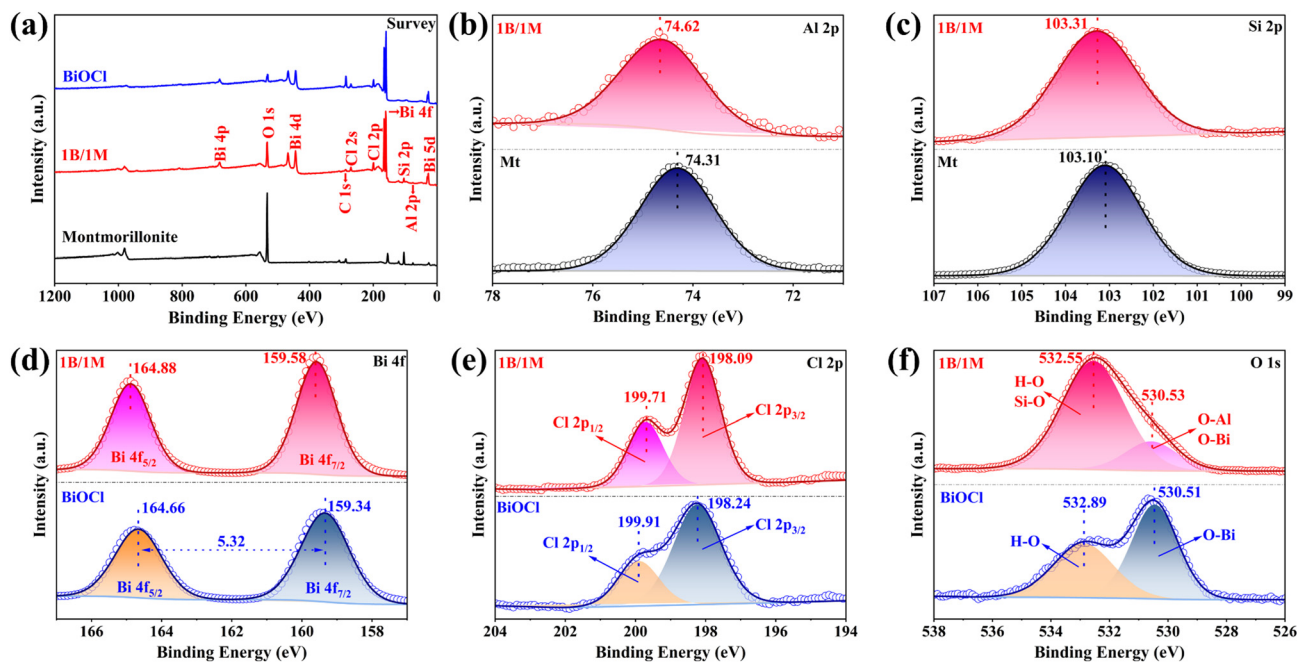 (a)
Survey
BiOCl
1B/1M
Bi 4p
O 1s
Bi 4d
C 1s
Cl 2s
Cl 2p
Bi 4f
Si 2p
Al 2p
Bi 5d
Montmorillonite
1200 1000 800 600 400 200 0
Binding Energy (eV)
Intensity (a.u.)
(b)
1B/1M
74.62
Al 2p
Mt
74.31
78 76 74 72
Binding Energy (eV)
Intensity (a.u.)
(c)
1B/1M
103.31
Si 2p
Mt
103.10
107 106 105 104 103 102 101 100 99
Binding Energy (eV)
Intensity (a.u.)
(d)
1B/1M
164.88
159.58
Bi 4f
Bi 4f5/2
Bi 4f7/2
BiOCl
164.66
159.34
5.32
Bi 4f5/2
Bi 4f7/2
166 165 163 162 160 159 157
Binding Energy (eV)
Intensity (a.u.)
(e)
1B/1M
198.09
Cl 2p
199.71
Cl 2p1/2
Cl 2p3/2
BiOCl
198.24
199.91
Cl 2p1/2
Cl 2p3/2
204 202 200 198 196 194
Binding Energy (eV)
Intensity (a.u.)
(f)
1B/1M
532.55
O 1s
H-O
Si-O
530.53
O-Al
O-Bi
BiOCl
532.89
530.51
H-O
O-Bi
538 536 534 532 530 528 526
Binding Energy (eV)
Intensity (a.u.)